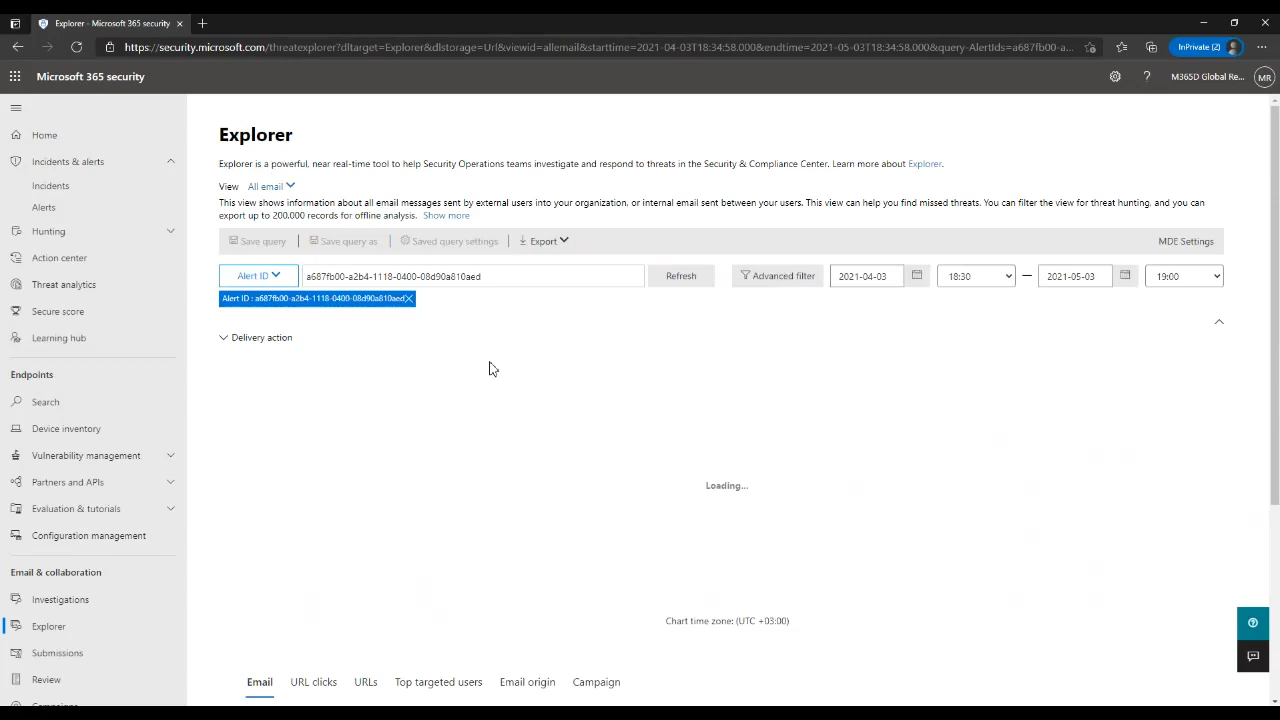 Explorer - Microsoft 365 security
https://security.microsoft.com/threatexplorer?dltarget=Explorer&dlstorage=Url&viewid=allemail&starttime=2021-04-03T18:34:58.000&endtime=2021-05-03T18:34:58.000&query-AlertIds=a687fb00-a...
InPrivate (2)
Microsoft 365 security
M365D Global Re...
MR
Home
Incidents & alerts
Incidents
Alerts
Hunting
Action center
Threat analytics
Secure score
Learning hub
Endpoints
Search
Device inventory
Vulnerability management
Partners and APIs
Evaluation & tutorials
Configuration management
Email & collaboration
Investigations
Explorer
Submissions
Review
Campaigns
Explorer
Explorer is a powerful, near real-time tool to help Security Operations teams investigate and respond to threats in the Security & Compliance Center. Learn more about Explorer.
View All email
This view shows information about all email messages sent by external users into your organization, or internal email sent between your users. This view can help you find missed threats. You can filter the view for threat hunting, and you can
export up to 200,000 records for offline analysis. Show more
Save query Save query as Saved query settings Export MDE Settings
Alert ID a687fb00-a2b4-1118-0400-08d90a810aed Refresh Advanced filter 2021-04-03 18:30 — 2021-05-03 19:00
Alert ID : a687fb00-a2b4-1118-0400-08d90a810aed
Delivery action
Loading...
Chart time zone: (UTC +03:00)
Email URL clicks URLs Top targeted users Email origin Campaign